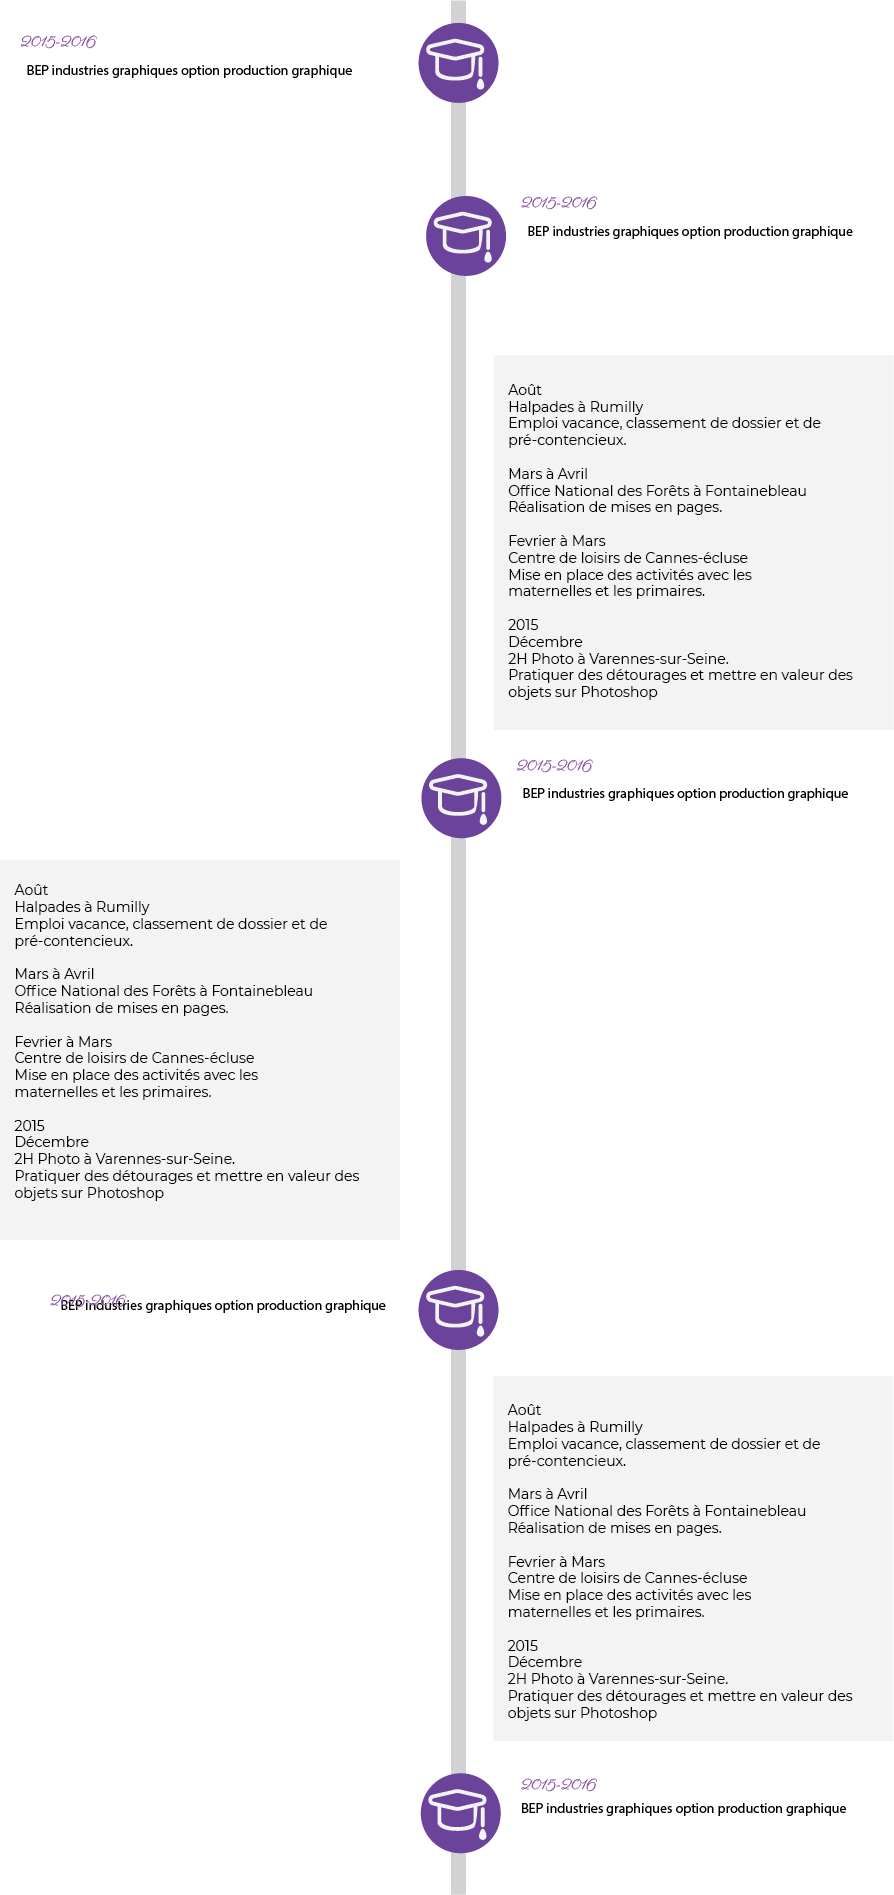 2015-2016
BEP industries graphiques option production graphique
2015-2016
BEP industries graphiques option production graphique
Août
Halpades à Rumilly
Emploi vacance, classement de dossier et de
pré-contencieux.
Mars à Avril
Office National des Forêts à Fontainebleau
Réalisation de mises en pages.
Fevrier à Mars
Centre de loisirs de Cannes-écluse
Mise en place des activités avec les
maternelles et les primaires.
2015
Décembre
2H Photo à Varennes-sur-Seine.
Pratiquer des détourages et mettre en valeur des
objets sur Photoshop
2015-2016
BEP industries graphiques option production graphique
Août
Halpades à Rumilly
Emploi vacance, classement de dossier et de
pré-contencieux.
Mars à Avril
Office National des Forêts à Fontainebleau
Réalisation de mises en pages.
Fevrier à Mars
Centre de loisirs de Cannes-écluse
Mise en place des activités avec les
maternelles et les primaires.
2015
Décembre
2H Photo à Varennes-sur-Seine.
Pratiquer des détourages et mettre en valeur des
objets sur Photoshop
2015-2016
BEP industries graphiques option production graphique
Août
Halpades à Rumilly
Emploi vacance, classement de dossier et de
pré-contencieux.
Mars à Avril
Office National des Forêts à Fontainebleau
Réalisation de mises en pages.
Fevrier à Mars
Centre de loisirs de Cannes-écluse
Mise en place des activités avec les
maternelles et les primaires.
2015
Décembre
2H Photo à Varennes-sur-Seine.
Pratiquer des détourages et mettre en valeur des
objets sur Photoshop
2015-2016
BEP industries graphiques option production graphique